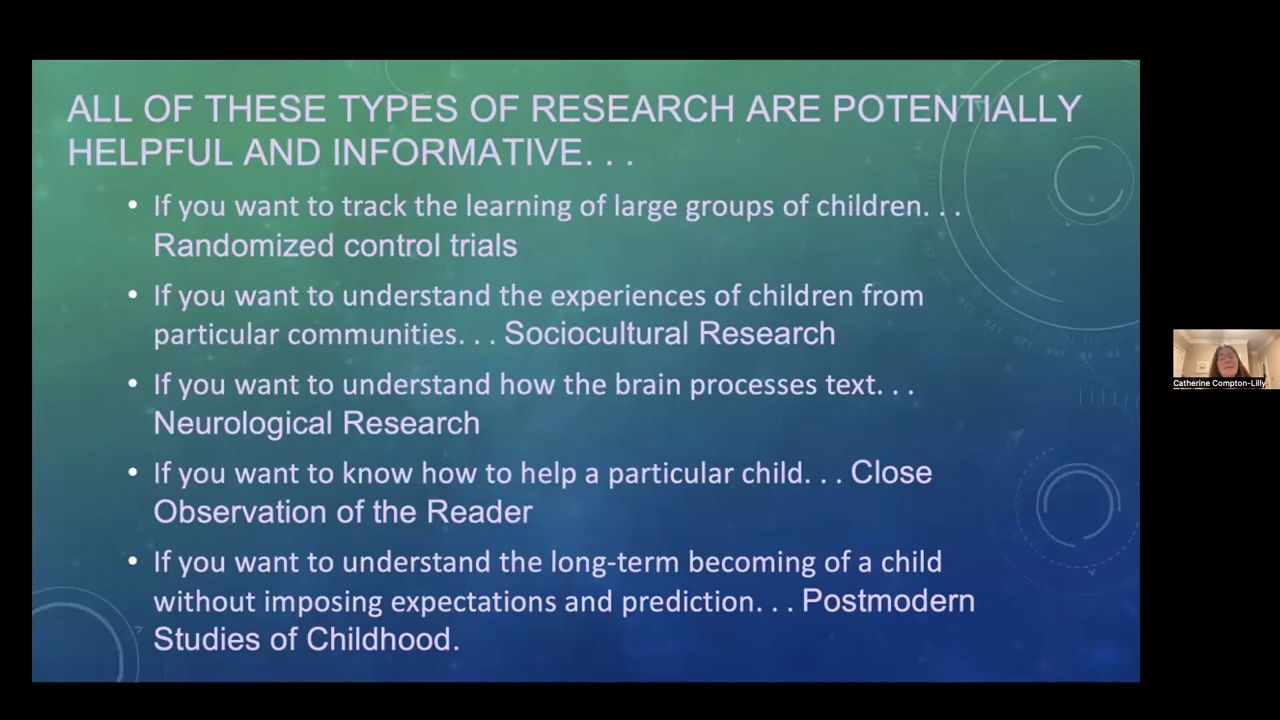 ALL OF THESE TYPES OF RESEARCH ARE POTENTIALLY
HELPFUL AND INFORMATIVE. . .
• If you want to track the learning of large groups of children. . .
Randomized control trials
• If you want to understand the experiences of children from
particular communities. . . Sociocultural Research
• If you want to understand how the brain processes text. . .
Neurological Research
• If you want to know how to help a particular child. . . Close
Observation of the Reader
• If you want to understand the long-term becoming of a child
without imposing expectations and prediction. . . Postmodern
Studies of Childhood.
Catherine Compton-Lilly